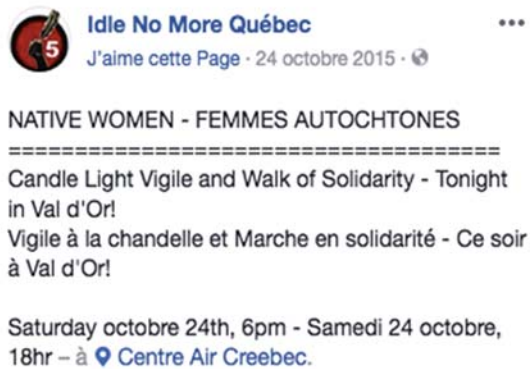 5
Idle No More Québec
J'aime cette Page · 24 octobre 2015 ·
NATIVE WOMEN - FEMMES AUTOCHTONES
=====================================
Candle Light Vigile and Walk of Solidarity - Tonight
in Val d'Or!
Vigile à la chandelle et Marche en solidarité - Ce soir
à Val d'Or!
Saturday octobre 24th, 6pm - Samedi 24 octobre,
18hr – à Centre Air Creebec.